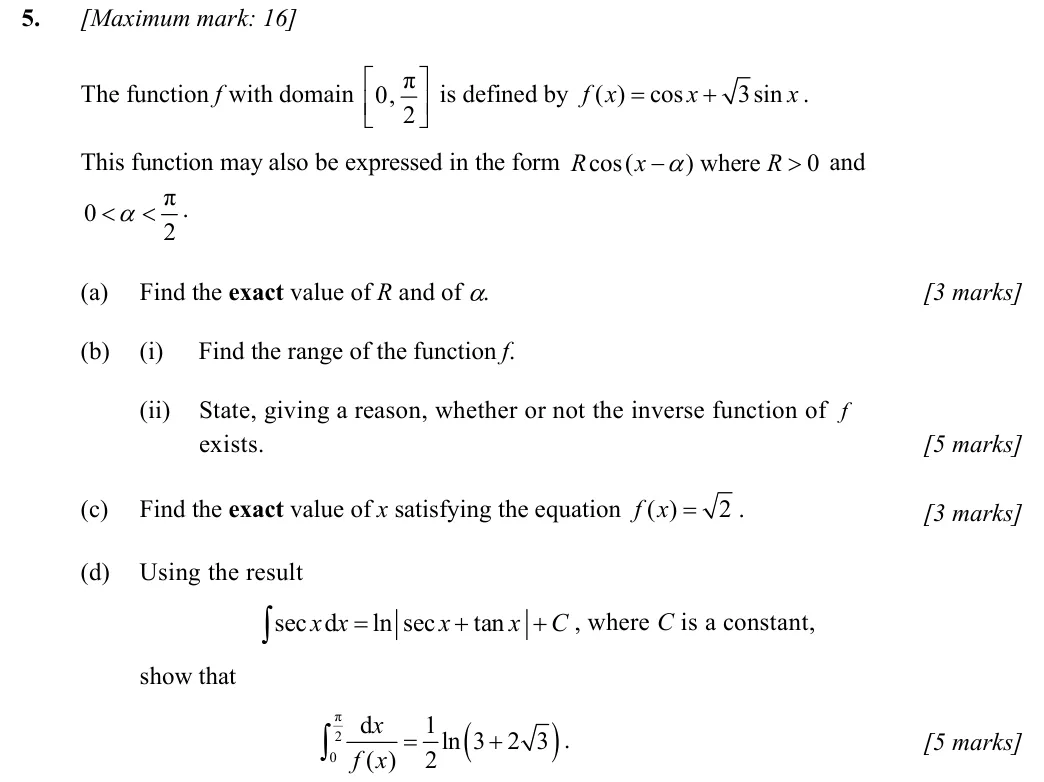 5. [Maximum mark: 16]
The function f with domain [0, π/2] is defined by f(x) = cos x + √3 sin x.
This function may also be expressed in the form R cos(x − α) where R > 0 and
0 < α < π/2.
(a) Find the exact value of R and of α. [3 marks]
(b) (i) Find the range of the function f.
(ii) State, giving a reason, whether or not the inverse function of f
exists. [5 marks]
(c) Find the exact value of x satisfying the equation f(x) = √2. [3 marks]
(d) Using the result
∫ sec x dx = ln|sec x + tan x| + C, where C is a constant,
show that
∫₀^(π/2) dx/f(x) = 1/2 ln(3 + 2√3). [5 marks]